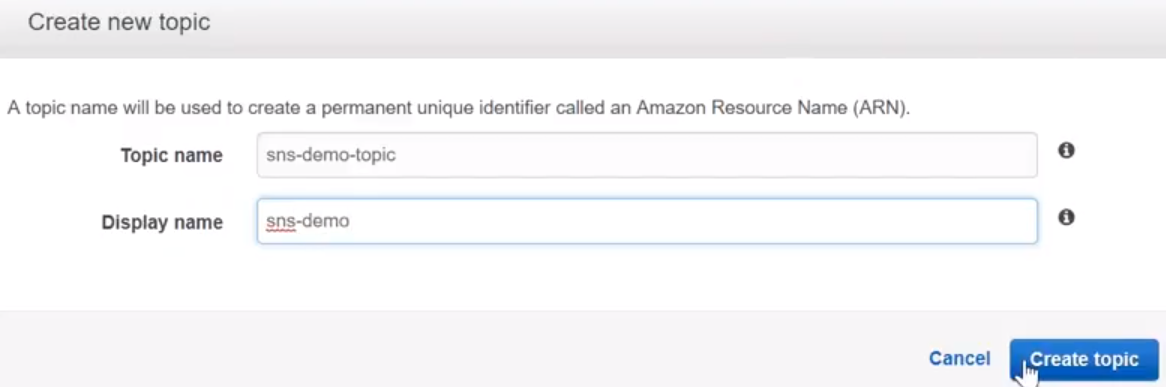 Create new topic
A topic name will be used to create a permanent unique identifier called an Amazon Resource Name (ARN).
Topic name sns-demo-topic
Display name sns-demo
Cancel Create topic